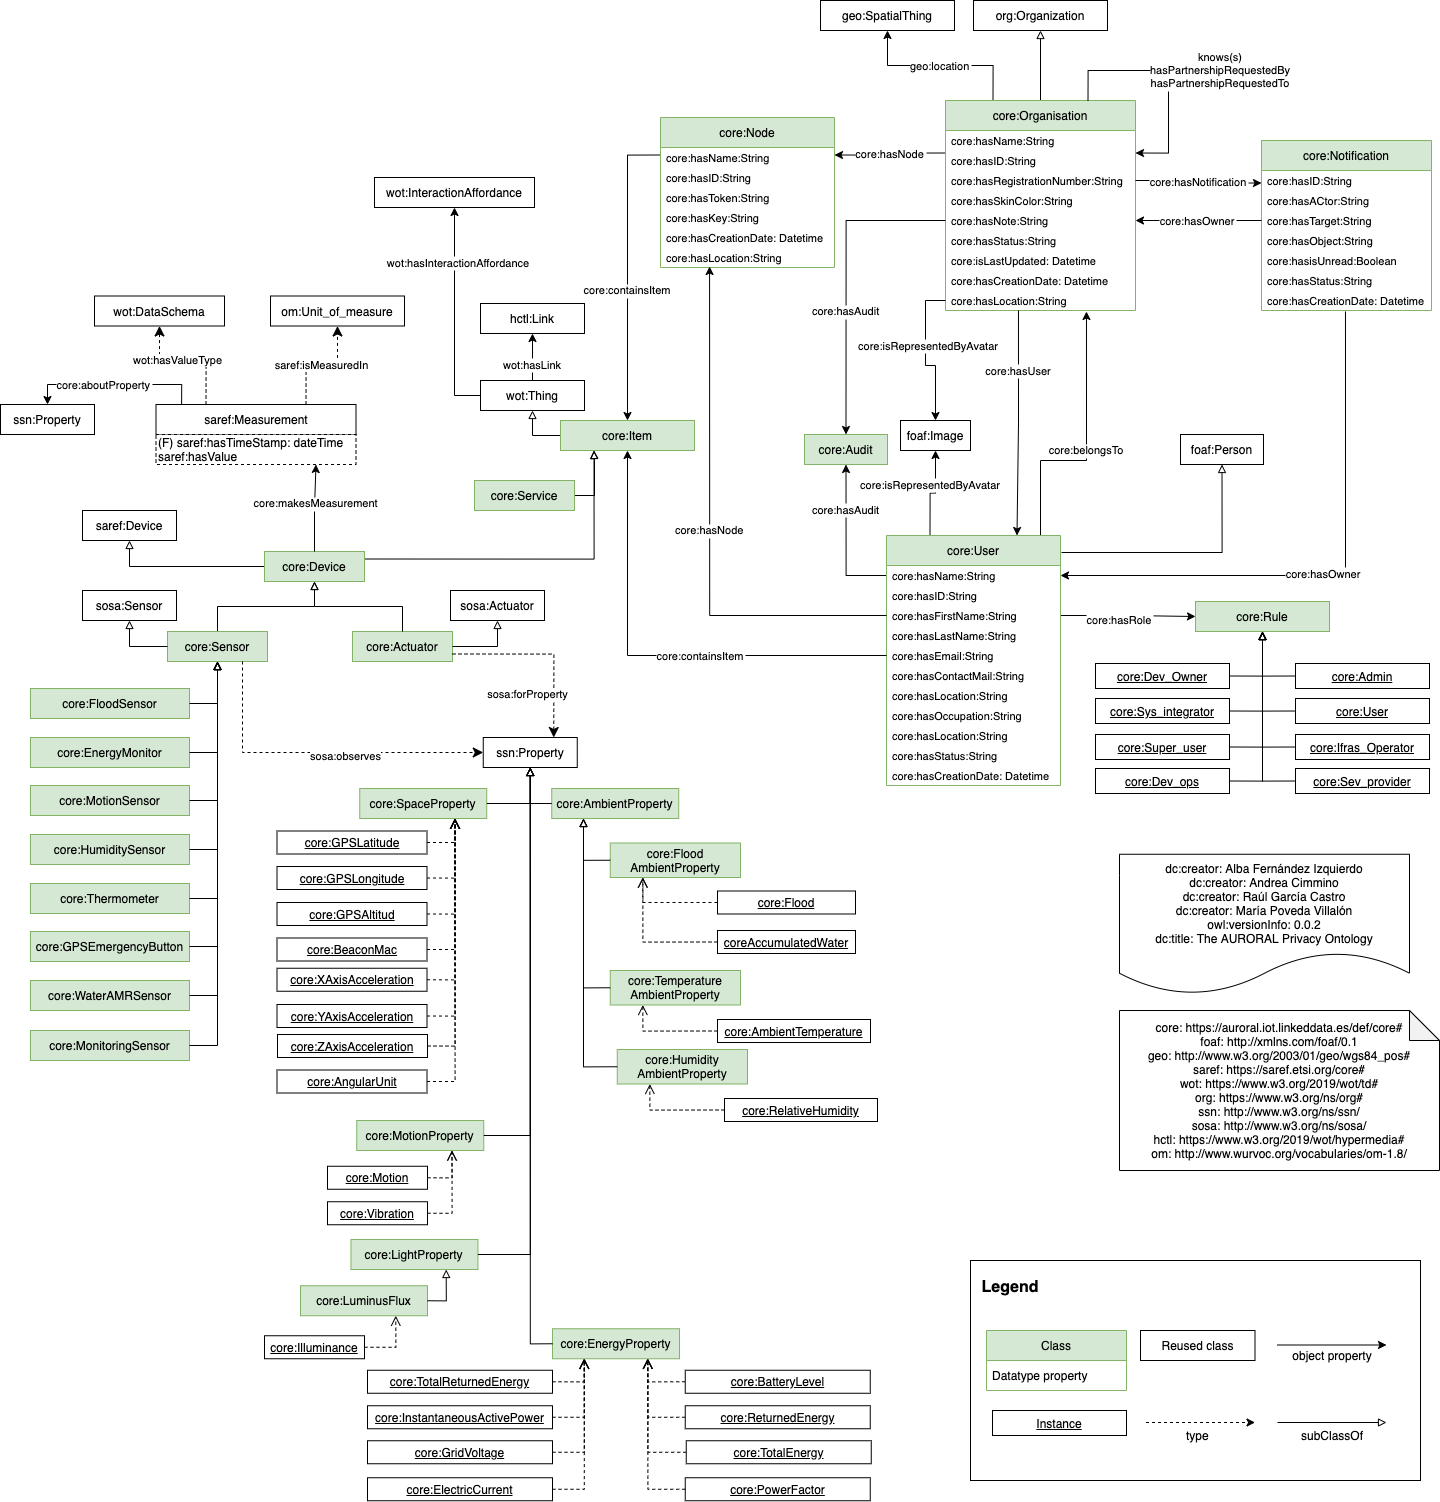 geo:SpatialThing
org:Organization
geo:location
knows(s)
hasPartnershipRequestedBy
hasPartnershipRequestedTo
core:Organisation
core:hasName:String
core:hasID:String
core:hasRegistrationNumber:String
core:hasSkinColor:String
core:hasNote:String
core:hasStatus:String
core:isLastUpdated: Datetime
core:hasCreationDate: Datetime
core:hasLocation:String
core:Node
core:hasName:String
core:hasID:String
core:hasToken:String
core:hasKey:String
core:hasCreationDate: Datetime
core:hasLocation:String
core:hasNode
core:hasNotification
core:hasOwner
core:Notification
core:hasID:String
core:hasACtor:String
core:hasTarget:String
core:hasObject:String
core:hasisUnread:Boolean
core:hasStatus:String
core:hasCreationDate: Datetime
wot:InteractionAffordance
wot:hasInteractionAffordance
core:containsItem
core:hasAudit
core:isRepresentedByAvatar
core:hasUser
wot:DataSchema
om:Unit_of_measure
hctl:Link
wot:hasValueType
saref:isMeasuredIn
wot:hasLink
core:aboutProperty
wot:Thing
ssn:Property
saref:Measurement
(F) saref:hasTimeStamp: dateTime
saref:hasValue
core:Item
core:Audit
foaf:Image
core:belongsTo
foaf:Person
core:isRepresentedByAvatar
core:hasAudit
core:Service
core:makesMeasurement
core:hasNode
saref:Device
core:Device
core:User
core:hasName:String
core:hasID:String
core:hasFirstName:String
core:hasLastName:String
core:hasEmail:String
core:hasContactMail:String
core:hasLocation:String
core:hasOccupation:String
core:hasLocation:String
core:hasStatus:String
core:hasCreationDate: Datetime
core:hasOwner
core:hasRole
core:Rule
core:containsItem
core:Dev_Owner
core:Admin
core:Sys_integrator
core:User
core:Super_user
core:Ifras_Operator
core:Dev_ops
core:Sev_provider
sosa:Sensor
sosa:Actuator
core:Sensor
core:Actuator
sosa:forProperty
sosa:observes
ssn:Property
core:FloodSensor
core:EnergyMonitor
core:MotionSensor
core:HumiditySensor
core:Thermometer
core:GPSEmergencyButton
core:WaterAMRSensor
core:MonitoringSensor
core:SpaceProperty
core:AmbientProperty
core:GPSLatitude
core:GPSLongitude
core:GPSAltitud
core:BeaconMac
core:XAxisAcceleration
core:YAxisAcceleration
core:ZAxisAcceleration
core:AngularUnit
core:Flood
AmbientProperty
core:Flood
coreAccumulatedWater
core:Temperature
AmbientProperty
core:AmbientTemperature
core:Humidity
AmbientProperty
core:RelativeHumidity
core:MotionProperty
core:Motion
core:Vibration
core:LightProperty
core:LuminusFlux
core:Illuminance
core:EnergyProperty
core:TotalReturnedEnergy
core:BatteryLevel
core:InstantaneousActivePower
core:ReturnedEnergy
core:GridVoltage
core:TotalEnergy
core:ElectricCurrent
core:PowerFactor
dc:creator: Alba Fernández Izquierdo
dc:creator: Andrea Cimmino
dc:creator: Raúl García Castro
dc:creator: María Poveda Villalón
owl:versionInfo: 0.0.2
dc:title: The AURORAL Privacy Ontology
core: https://auroral.iot.linkeddata.es/def/core#
foaf: http://xmlns.com/foaf/0.1
geo: http://www.w3.org/2003/01/geo/wgs84_pos#
saref: https://saref.etsi.org/core#
wot: https://www.w3.org/2019/wot/td#
org: https://www.w3.org/ns/org#
ssn: http://www.w3.org/ns/ssn/
sosa: http://www.w3.org/ns/sosa/
hctl: https://www.w3.org/2019/wot/hypermedia#
om: http://www.wurvoc.org/vocabularies/om-1.8/
Legend
Class
Datatype property
Reused class
object property
Instance
type
subClassOf